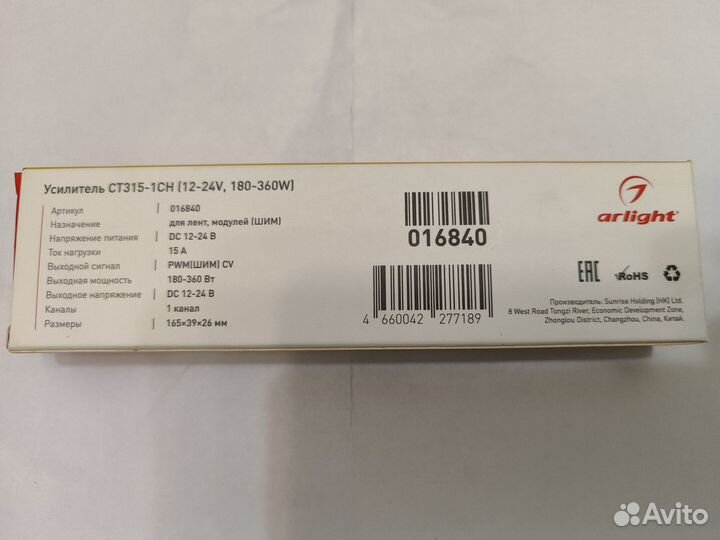 Усилитель CT315-1CH (12-24V, 180-360W)
Артикул | 016840
Назначение для лент, модулей (ШИМ)
Напряжение питания | DC 12-24 В
Ток нагрузки 15 А
Выходной сигнал | PWM(ШИМ) CV
Выходная мощность 180-360 Вт
Выходное напряжение | DC 12-24 В
Каналы 1 канал
Размеры | 165×39×26 мм
016840
4 660042 277189
arlight®
EAC
RoHS
Производитель: Sunrise Holding (HK) Ltd.
8 West Road Tongzi River, Economic Development Zone,
Zhonglou District, Changzhou, China, Китай.
Avito